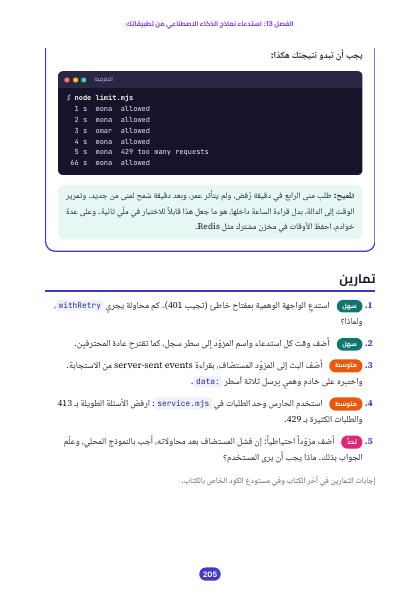 الفصل 13: استدعاء نماذج الذكاء الاصطناعي من تطبيقاتك
يجب أن تبدو نتيجتك هكذا:
الطرفية
$ node limit.mjs
1 s mona allowed
2 s mona allowed
3 s omar allowed
4 s mona allowed
5 s mona 429 too many requests
66 s mona allowed
تلميح: طلب منى الرابع في دقيقة رُفض، ولم يتأثر عمر، وبعد دقيقة سُمح لمنى من جديد. وتمرير
الوقت إلى الدالة، بدل قراءة الساعة داخلها، هو ما جعل هذا قابلاً للاختبار في ملّي ثانية. وعلى عدة
خوادم، احفظ الأوقات في مخزن مشترك مثل Redis.
تمارين
1. سهل استدعِ الواجهة الوهمية بمفتاح خاطئ (تجيب 401). كم محاولة يجري withRetry ،
ولماذا؟
2. سهل أضف وقت كل استدعاء واسم المزوّد إلى سطر سجل، كما تقترح عادة المحترفين.
3. متوسط أضف البث إلى المزوّد المستضاف، بقراءة server-sent events من الاستجابة.
واختبره على خادم وهمي يرسل ثلاثة أسطر data: .
4. متوسط استخدم الحارس وحد الطلبات في service.mjs : ارفض الأسئلة الطويلة بـ 413
والطلبات الكثيرة بـ 429.
5. تحدٍّ أضف مزوّداً احتياطياً: إن فشل المستضاف بعد محاولاته، أجب بالنموذج المحلي، وعلّم
الجواب بذلك. ماذا يجب أن يرى المستخدم؟
إجابات التمارين في آخر الكتاب وفي مستودع الكود الخاص بالكتاب.
205